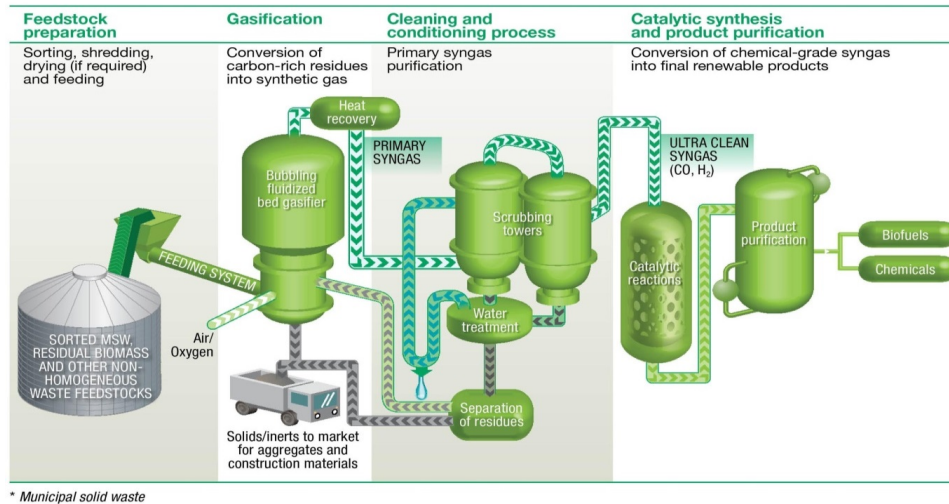 Feedstock
preparation
Sorting, shredding,
drying (if required)
and feeding
Gasification
Conversion of
carbon-rich residues
into synthetic gas
Cleaning and
conditioning process
Primary syngas
purification
Catalytic synthesis
and product purification
Conversion of chemical-grade syngas
into final renewable products
Heat
recovery
PRIMARY
SYNGAS
Bubbling
fluidized
bed gasifier
FEEDING SYSTEM
Air/
Oxygen
SORTED MSW,
RESIDUAL BIOMASS
AND OTHER NON-
HOMOGENEOUS
WASTE FEEDSTOCKS
Solids/inerts to market
for aggregates and
construction materials
Scrubbing
towers
Water
treatment
Separation
of residues
ULTRA CLEAN
SYNGAS
(CO, H₂)
Catalytic
reactions
Product
purification
Biofuels
Chemicals
* Municipal solid waste